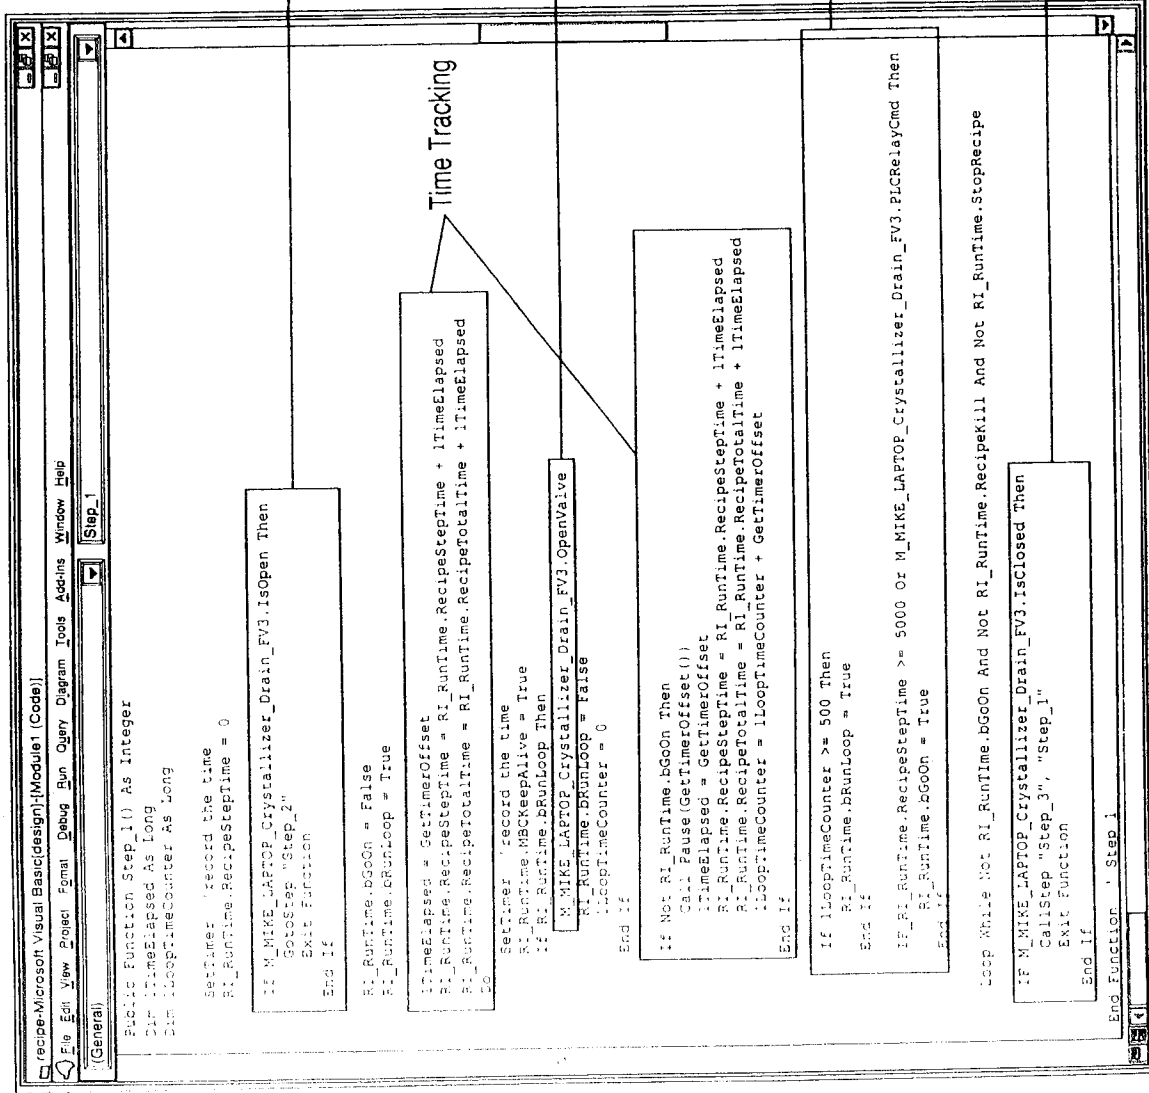 recipe-Microsoft Visual Basic[design]-[Module1 (Code)]
File Edit View Project Fomat Debug Run Query Diagram Tools Add-Ins Window Help
(General) Step_1
Public Function Step_1() As Integer
Dim lTimeElapsed As Long
Dim lLoopTimecounter As Long
SetTimer 'record the time
RI_RunTime.RecipeStepTime = 0
If M_MIKE_LAPTOP_Crystallizer_Drain_FV3.IsOpen Then
GotoStep "Step_2"
Exit Function
End If
RI_RunTime.bGoOn = False
RI_RunTime.bRunLoop = True
lTimeElapsed = GetTimerOffset
RI_RunTime.RecipeStepTime = RI_RunTime.RecipeStepTime + lTimeElapsed
RI_RunTime.RecipeTotalTime = RI_RunTime.RecipeTotalTime + lTimeElapsed
Do
Time Tracking
SetTimer 'record the time
RI_RunTime.MBCKeepAlive = True
If RI_RunTime.bRunLoop Then
M_MIKE_LAPTOP_Crystallizer_Drain_FV3.OpenValve
RI_RunTime.bRunLoop = False
lLoopTimeCounter = 0
End If
If Not RI_RunTime.bGoOn Then
Call Pause(GetTimerOffset())
lTimeElapsed = GetTimerOffset
RI_RunTime.RecipeStepTime = RI_RunTime.RecipeStepTime + lTimeElapsed
RI_RunTime.RecipeTotalTime = RI_RunTime.RecipeTotalTime + lTimeElapsed
lLoopTimeCounter = lLoopTimeCounter + GetTimerOffset
End If
If lLoopTimeCounter >= 500 Then
RI_RunTime.bRunLoop = True
End If
IF RI_RunTime.RecipeStepTime >= 5000 Or M_MIKE_LAPTOP_Crystallizer_Drain_FV3.PLCRelayCmd Then
RI_RunTime.bGoOn = True
End If
Loop While Not RI_RunTIme.bGoOn And Not RI_RunTime.RecipeKill And Not RI_RunTime.StopRecipe
IF M_MIKE_LAPTOP_Crystallizer_Drain_FV3.IsClosed Then
CallStep "Step_3", "Step_1"
Exit Function
End If
End Function ' Step 1